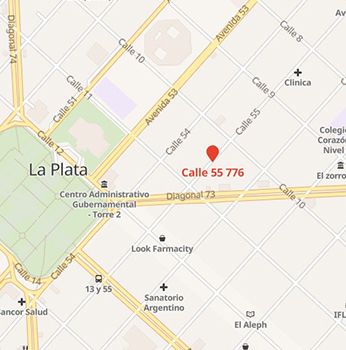 Diagonal 74
Calle 10
Avenida 53
Calle 8
Calle 11
Calle 51
Avenida 53
Clinica
Calle 9
Calle 55
Calle 54
Calle 12
Colegio
Corazón
Nivel
La Plata
Calle 55 776
El zorro
Centro Administrativo
Gubernamental
- Torre 2
Diagonal 73
Calle 10
Look Farmacity
Calle 54
Calle 14
13 y 55
Sanatorio
Argentino
ancor Salud
El Aleph
IFL